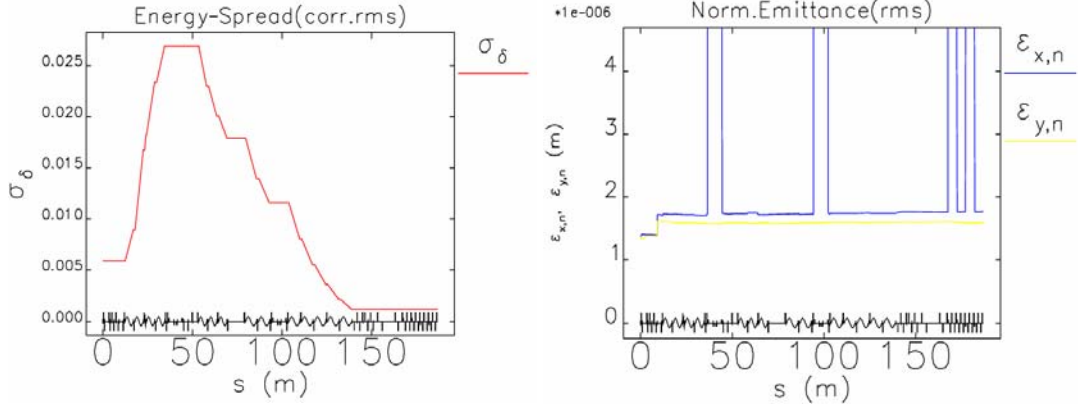 Energy-Spread(corr.rms)
σδ
0.025
0.020
0.015
0.010
0.005
0.000
σδ
0 50 100 150
s (m)
*1e-006
Norm.Emittance(rms)
εx,n
εy,n
4
3
2
1
0
εx,n, εy,n (m)
0 50 100 150
s (m)